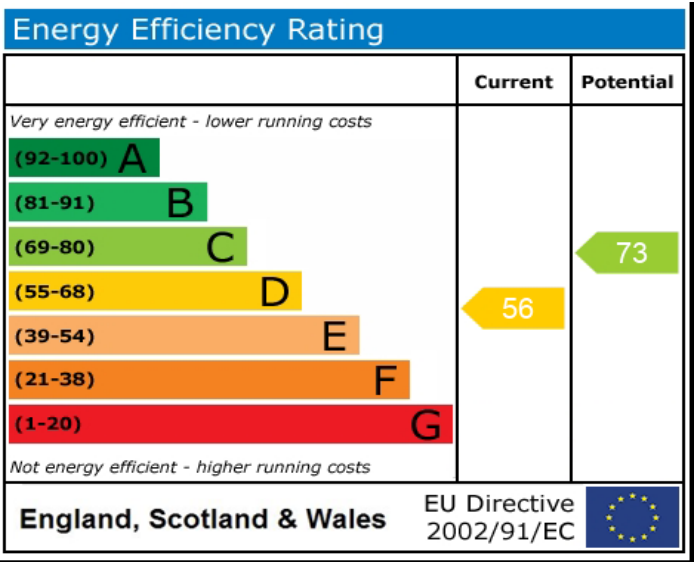 Energy Efficiency Rating
Current Potential
Very energy efficient - lower running costs
(92-100) A
(81-91) B
(69-80) C
73
(55-68) D
56
(39-54) E
(21-38) F
(1-20) G
Not energy efficient - higher running costs
England, Scotland & Wales
EU Directive
2002/91/EC